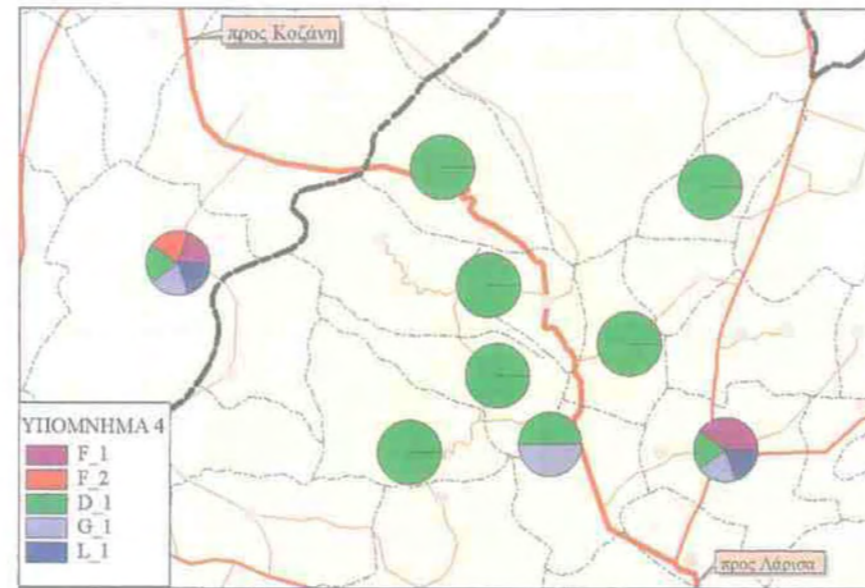 προς Κοζάνη
ΥΠΟΜΝΗΜΑ 4
F_1
F_2
D_1
G_1
L_1
προς Λάρισα